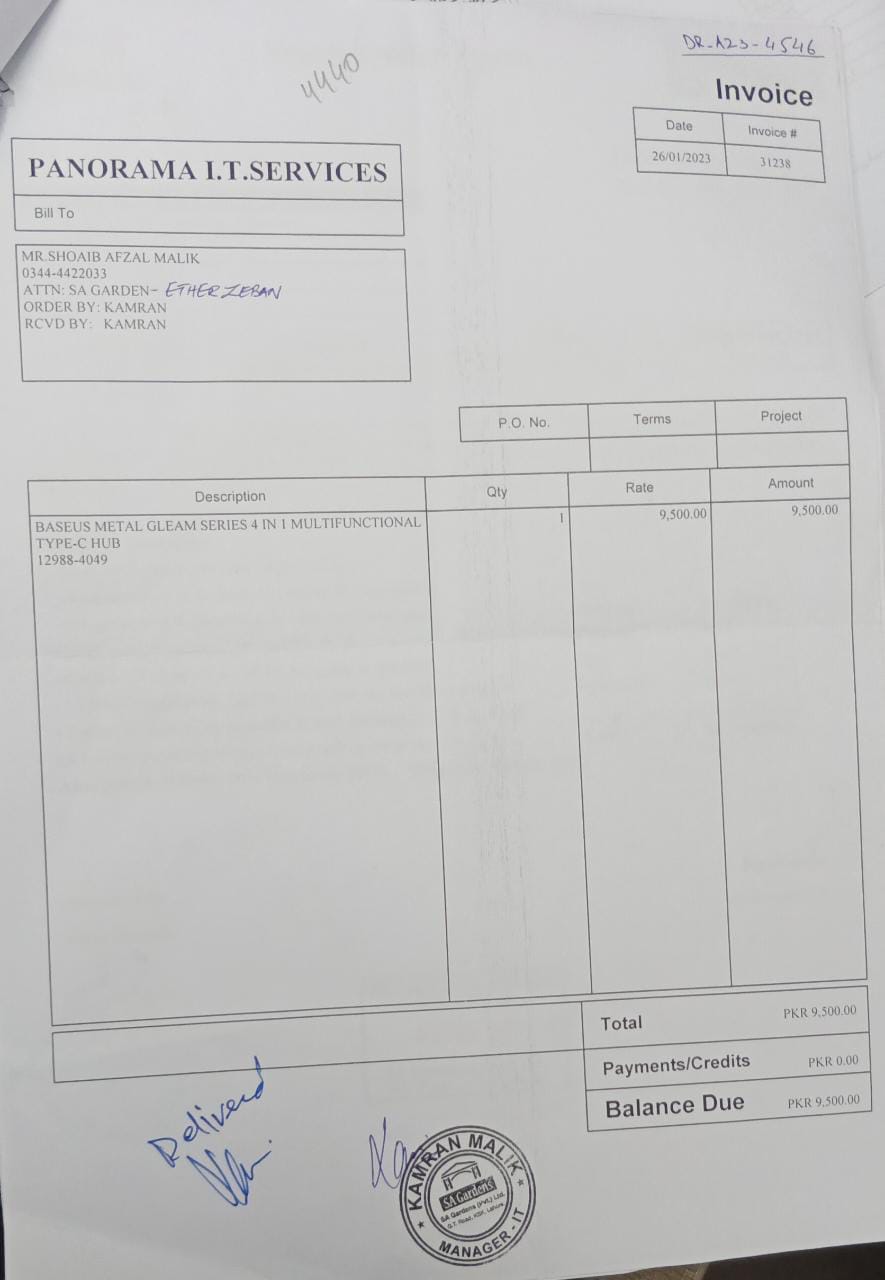 DR-A23-4546
4440
Invoice
Date Invoice #
26/01/2023 31238
PANORAMA I.T.SERVICES
Bill To
MR.SHOAIB AFZAL MALIK
0344-4422033
ATTN: SA GARDEN- ETHER ZEBAN
ORDER BY: KAMRAN
RCVD BY: KAMRAN
P.O. No. Terms Project
Description Qty Rate Amount
BASEUS METAL GLEAM SERIES 4 IN 1 MULTIFUNCTIONAL 1 9,500.00 9,500.00
TYPE-C HUB
12988-4049
Total PKR 9,500.00
Payments/Credits PKR 0.00
Balance Due PKR 9,500.00
Deliverd
KAMRAN MALIK
SA Gardens
SA Gardens (Pvt.) Ltd.
G.T. Road, KSK, Lahore.
MANAGER - IT